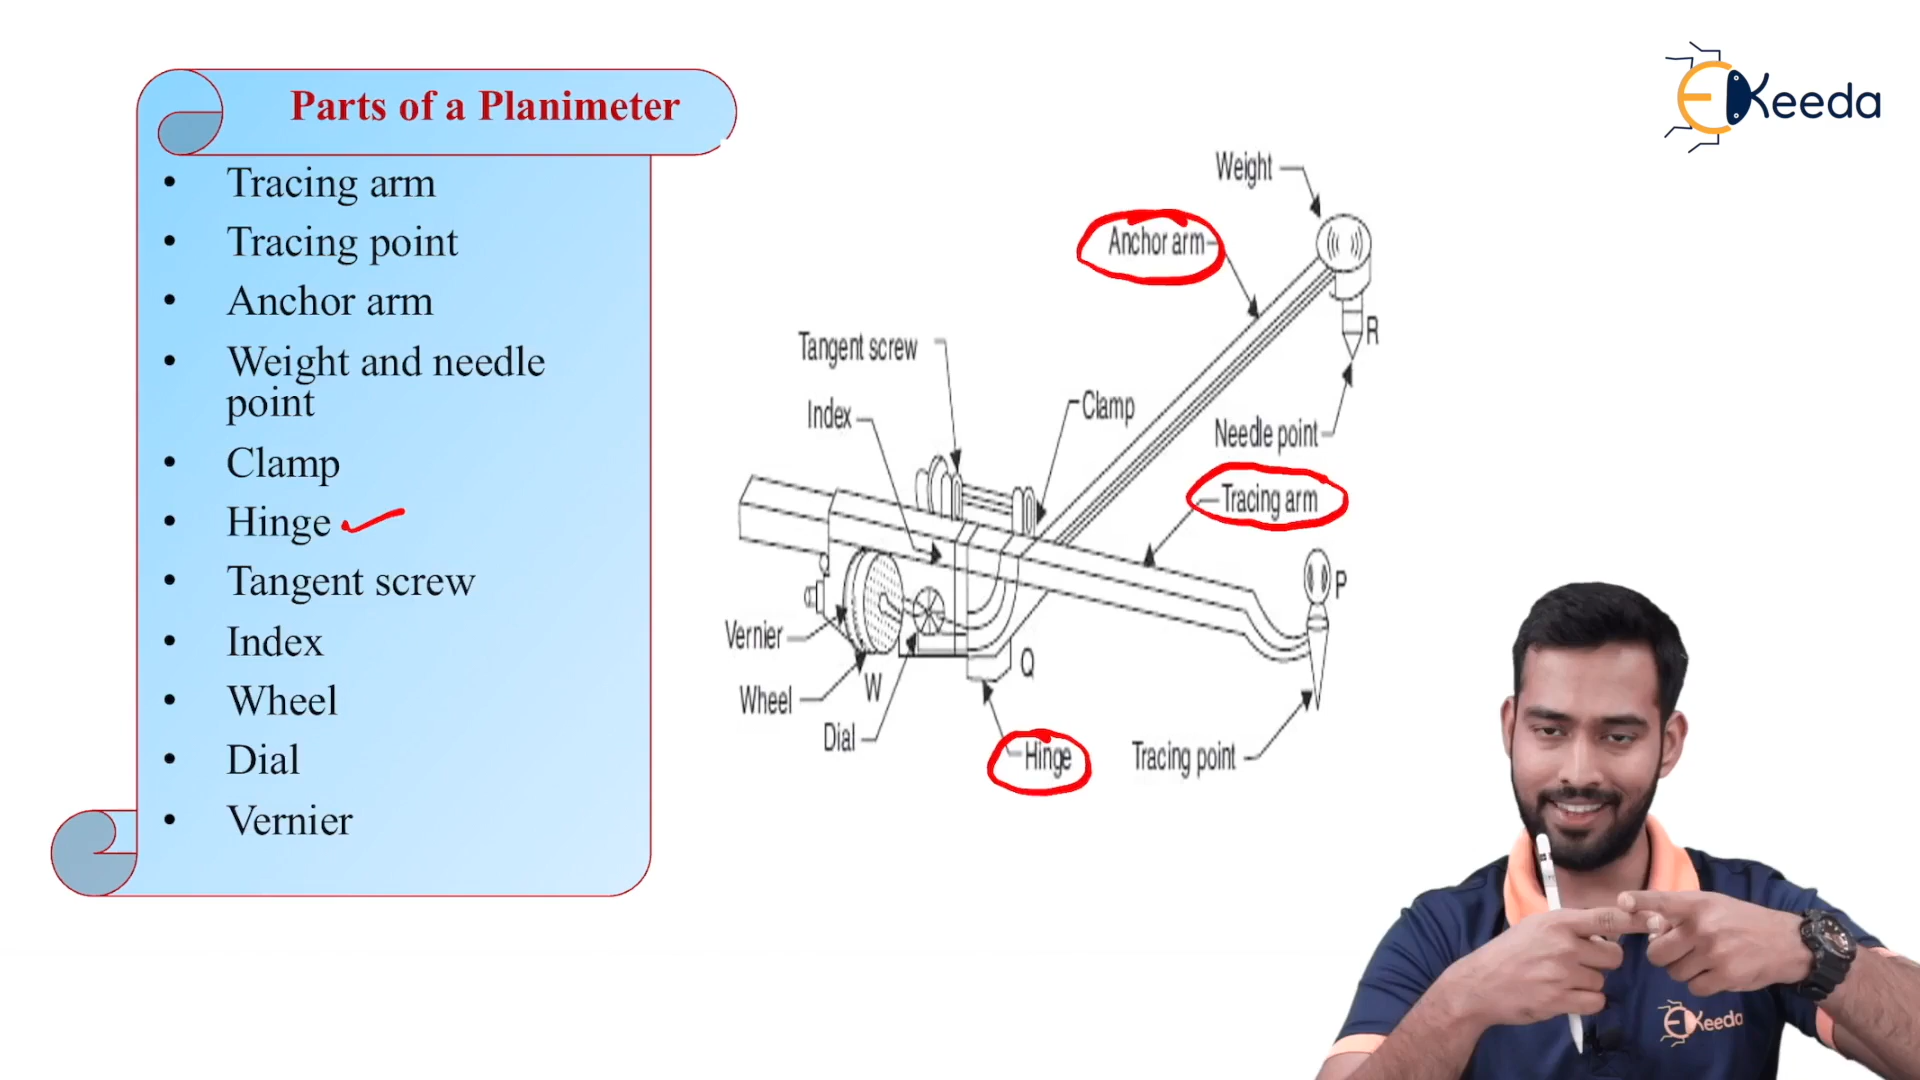 Parts of a Planimeter
• Tracing arm
• Tracing point
• Anchor arm
• Weight and needle
point
• Clamp
• Hinge
• Tangent screw
• Index
• Wheel
• Dial
• Vernier
EKeeda
Weight
Anchor arm
R
Tangent screw
Clamp
Index
Needle point
Tracing arm
P
Vernier
Q
W
Wheel
Dial
Hinge
Tracing point
EKeeda